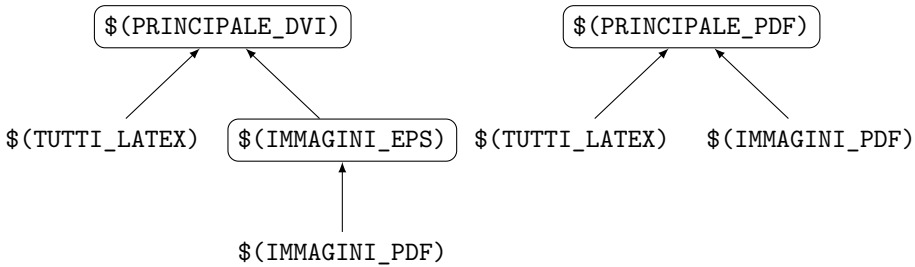 $(PRINCIPALE_DVI) $(PRINCIPALE_PDF)
$(TUTTI_LATEX) $(IMMAGINI_EPS) $(TUTTI_LATEX) $(IMMAGINI_PDF)
$(IMMAGINI_PDF)